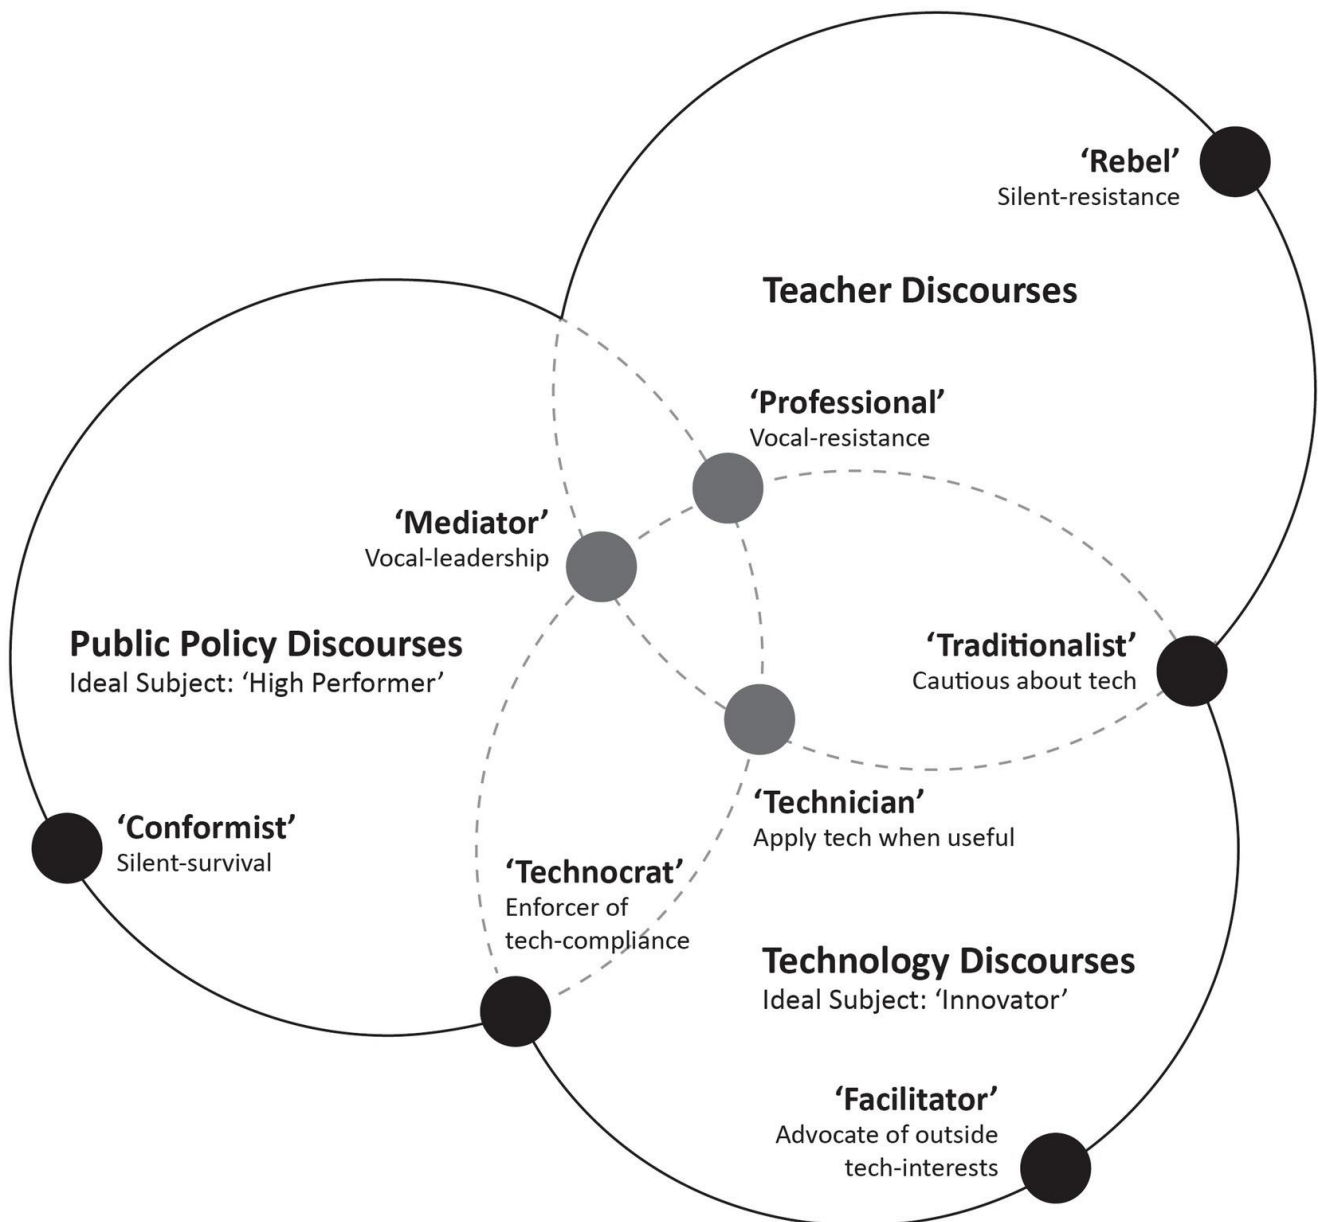 ‘Rebel’
Silent-resistance
Teacher Discourses
‘Professional’
Vocal-resistance
‘Mediator’
Vocal-leadership
Public Policy Discourses
Ideal Subject: ‘High Performer’
‘Traditionalist’
Cautious about tech
‘Conformist’
Silent-survival
‘Technician’
Apply tech when useful
‘Technocrat’
Enforcer of
tech-compliance
Technology Discourses
Ideal Subject: ‘Innovator’
‘Facilitator’
Advocate of outside
tech-interests